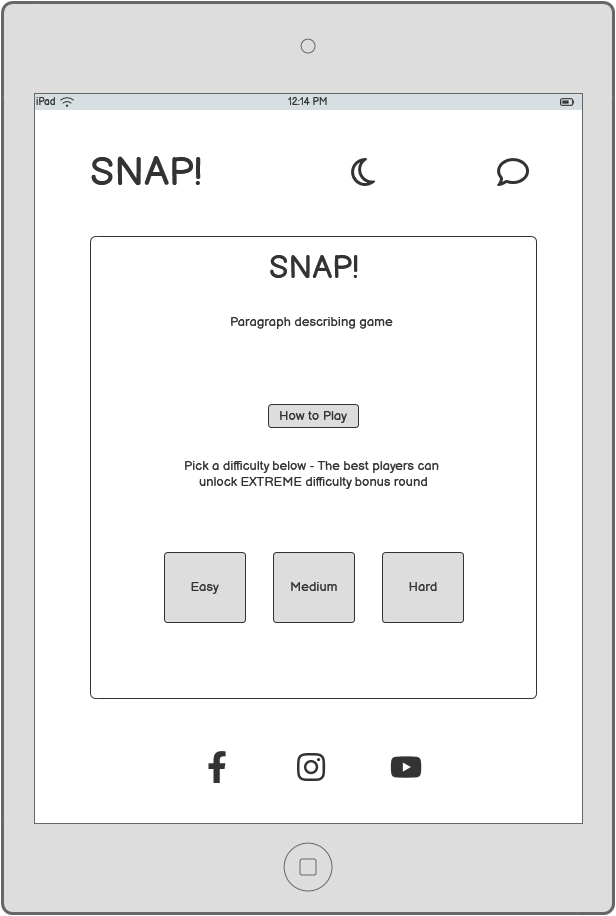 iPad
12:14 PM
SNAP!
SNAP!
Paragraph describing game
How to Play
Pick a difficulty below - The best players can
unlock EXTREME difficulty bonus round
Easy
Medium
Hard